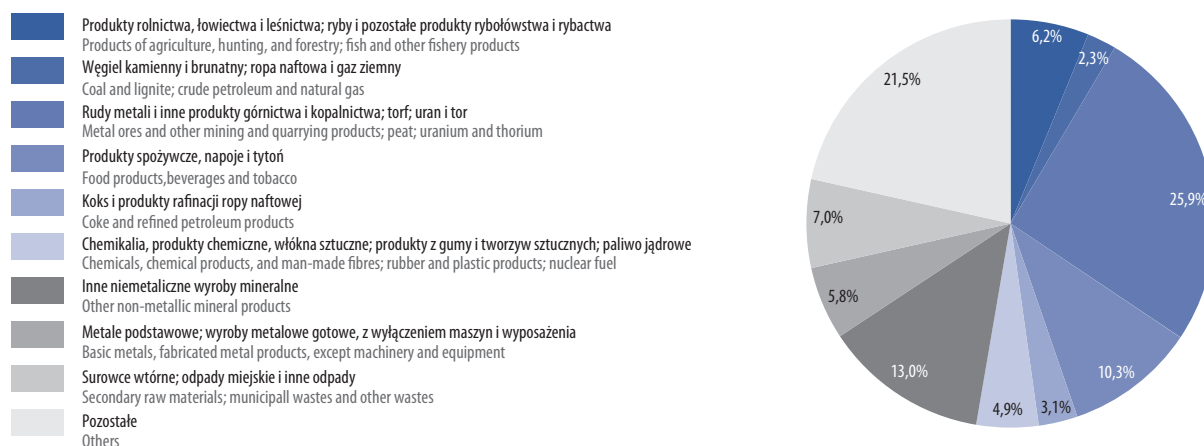 Produkty rolnictwa, łowiectwa i leśnictwa; ryby i pozostałe produkty rybołówstwa i rybactwa
Products of agriculture, hunting, and forestry; fish and other fishery products
Węgiel kamienny i brunatny; ropa naftowa i gaz ziemny
Coal and lignite; crude petroleum and natural gas
Rudy metali i inne produkty górnictwa i kopalnictwa; torf; uran i tor
Metal ores and other mining and quarrying products; peat; uranium and thorium
Produkty spożywcze, napoje i tytoń
Food products,beverages and tobacco
Koks i produkty rafinacji ropy naftowej
Coke and refined petroleum products
Chemikalia, produkty chemiczne, włókna sztuczne; produkty z gumy i tworzyw sztucznych; paliwo jądrowe
Chemicals, chemical products, and man-made fibres; rubber and plastic products; nuclear fuel
Inne niemetaliczne wyroby mineralne
Other non-metallic mineral products
Metale podstawowe; wyroby metalowe gotowe, z wyłączeniem maszyn i wyposażenia
Basic metals, fabricated metal products, except machinery and equipment
Surowce wtórne; odpady miejskie i inne odpady
Secondary raw materials; municipall wastes and other wastes
Pozostałe
Others
6,2%
2,3%
25,9%
10,3%
3,1%
4,9%
13,0%
5,8%
7,0%
21,5%